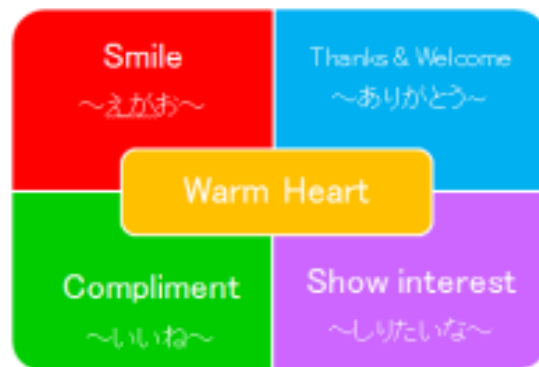 Smile
～えがお～
Thanks & Welcome
～ありがとう～
Warm Heart
Compliment
～いいね～
Show interest
～しりたいな～